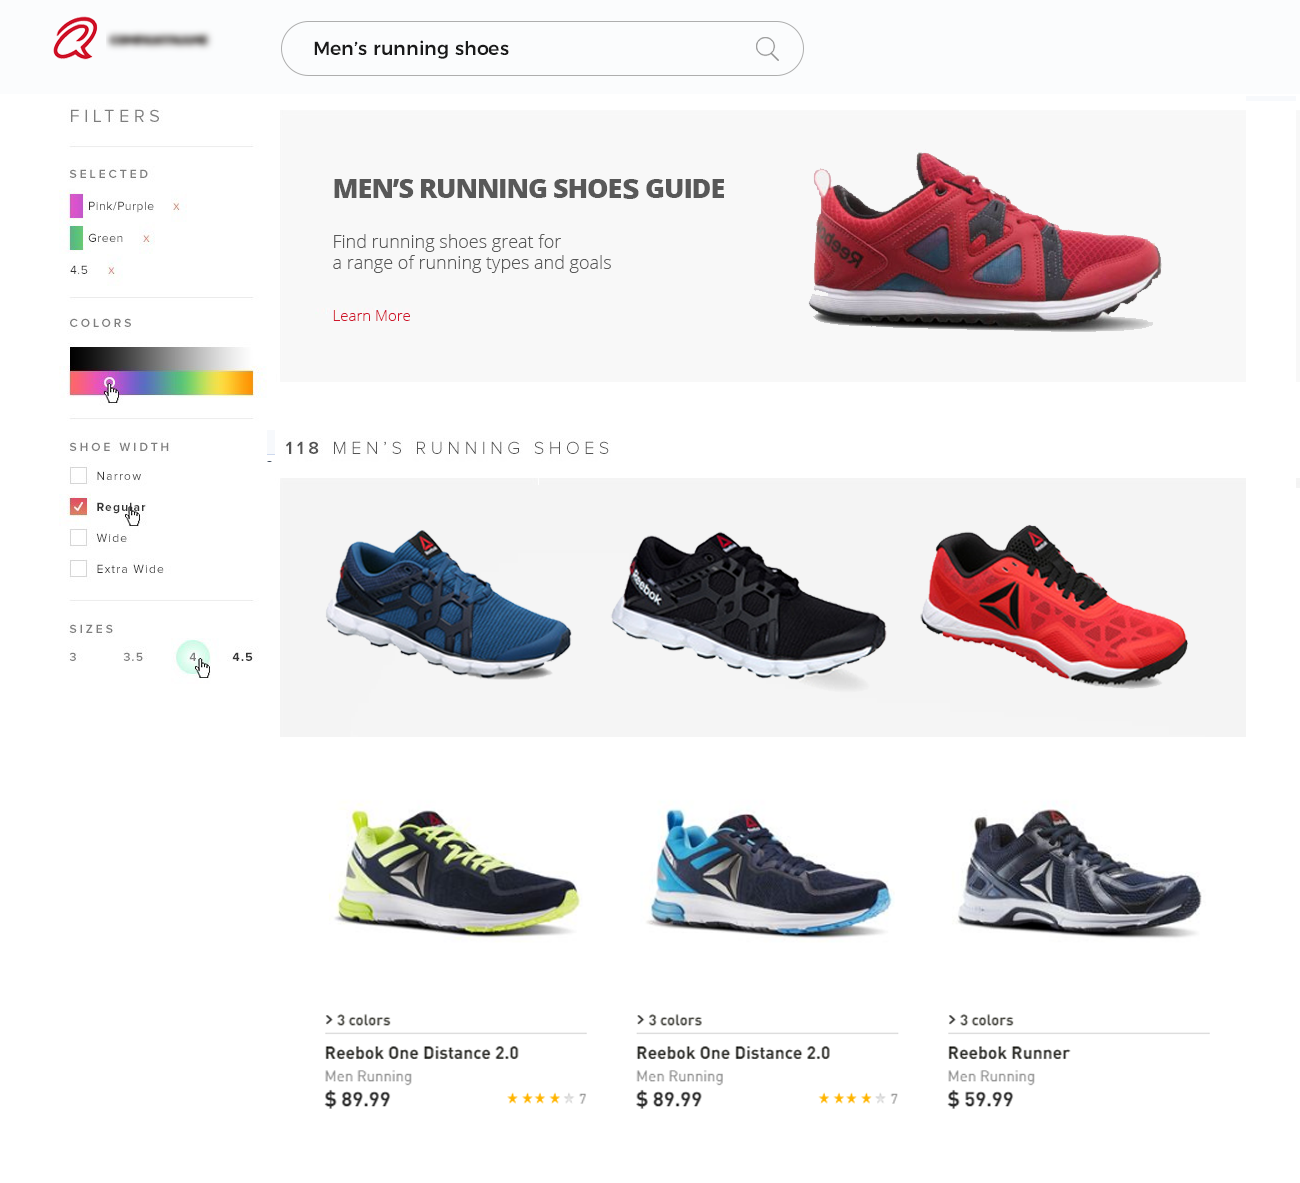 Men's running shoes
FILTERS
SELECTED
Pink/Purple x
Green x
4.5 x
COLORS
SHOE WIDTH
Narrow
Regular
Wide
Extra Wide
SIZES
3 3.5 4 4.5
MEN'S RUNNING SHOES GUIDE
Find running shoes great for
a range of running types and goals
Learn More
Reebok
118 MEN'S RUNNING SHOES
Reebok
> 3 colors
Reebok One Distance 2.0
Men Running
$ 89.99 7
> 3 colors
Reebok One Distance 2.0
Men Running
$ 89.99 7
> 3 colors
Reebok Runner
Men Running
$ 59.99